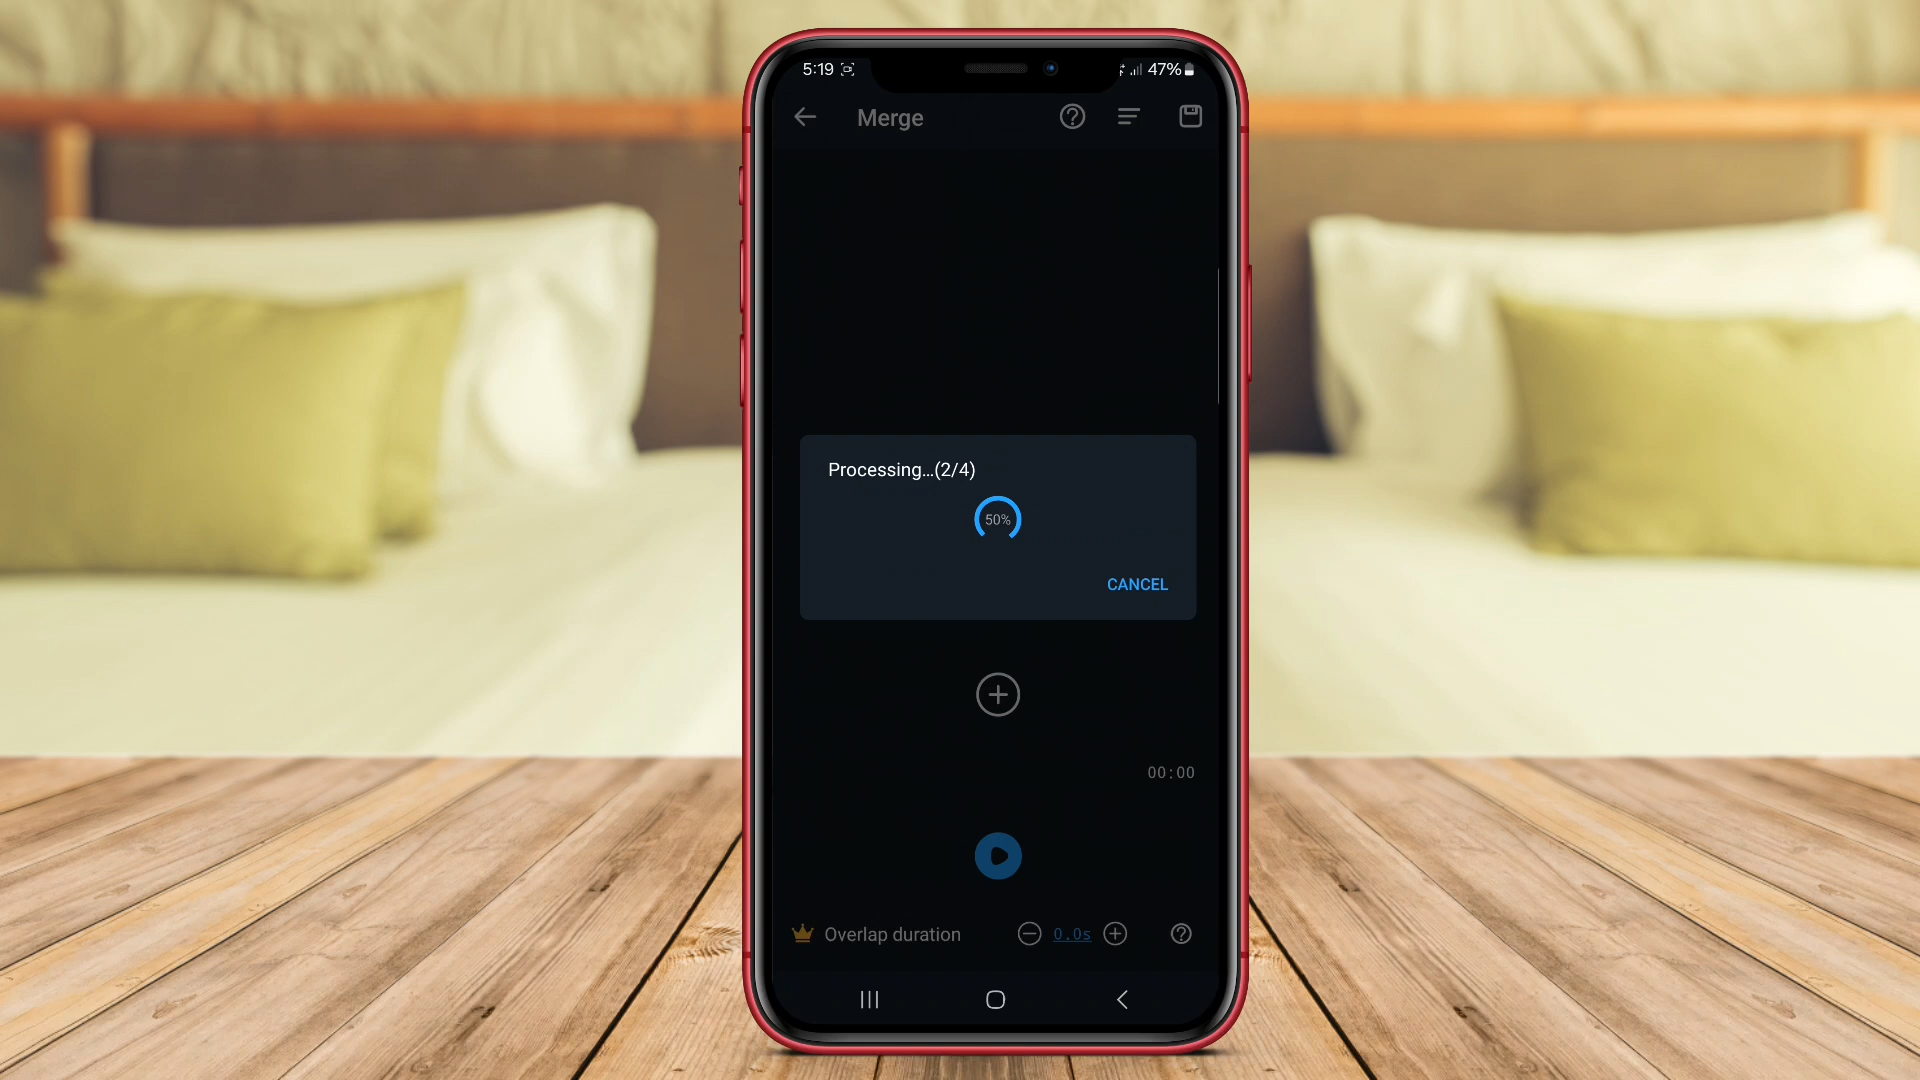 5:19
47%
Merge
Processing...(2/4)
50%
CANCEL
00:00
Overlap duration
0.0s